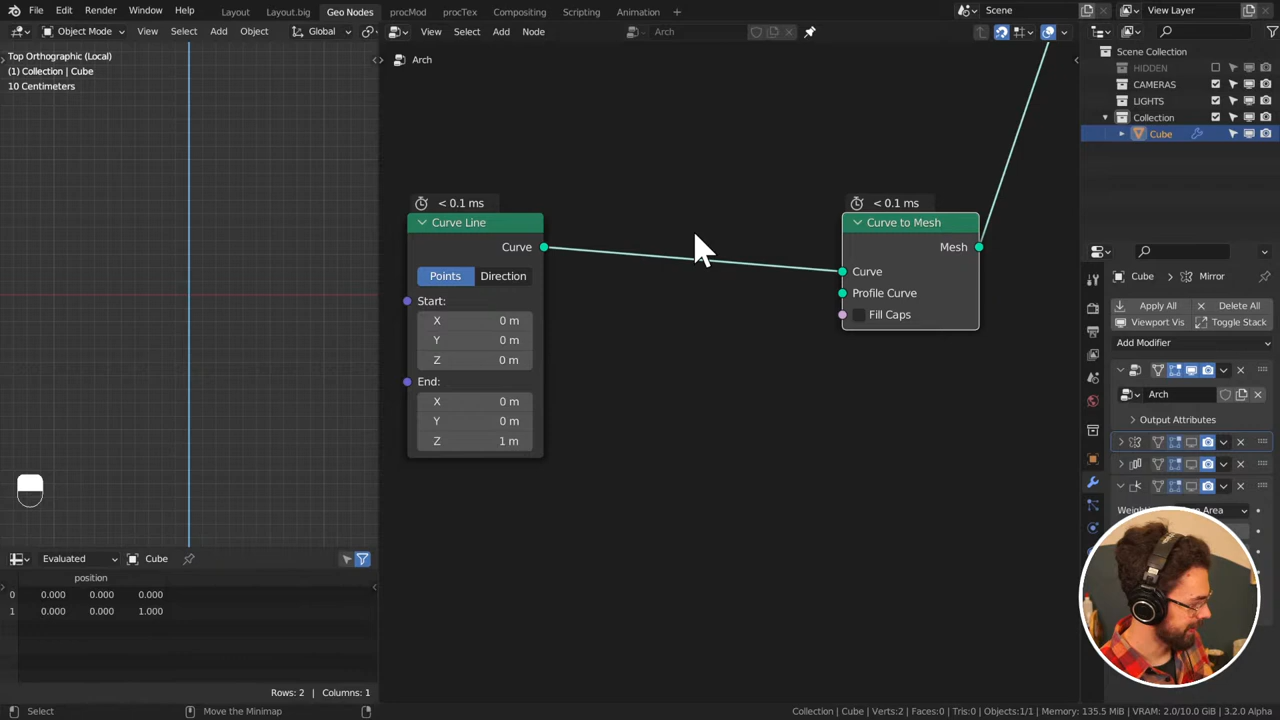 File Edit Render Window Help Layout Layout.big Geo Nodes procMod procTex Compositing Scripting Animation + Scene View Layer
Object Mode View Select Add Object Global View Select Add Node Arch
Top Orthographic (Local)
(1) Collection | Cube
10 Centimeters
Arch
Scene Collection
HIDDEN
CAMERAS
LIGHTS
Collection
Cube
< 0.1 ms
Curve Line
Curve
Points Direction
Start:
X 0 m
Y 0 m
Z 0 m
End:
X 0 m
Y 0 m
Z 1 m
< 0.1 ms
Curve to Mesh
Mesh
Curve
Profile Curve
Fill Caps
Cube Mirror
Apply All Delete All
Viewport Vis Toggle Stack
Add Modifier
Arch
Output Attributes
Evaluated Cube
position
0 0.000 0.000 0.000
1 0.000 0.000 1.000
Rows: 2 | Columns: 1
Select Move the Minimap Collection | Cube | Verts:2 | Faces:0 | Tris:0 | Objects:1/1 | Memory: 135.5 MiB | VRAM: 2.0/10.0 GiB | 3.2.0 Alpha